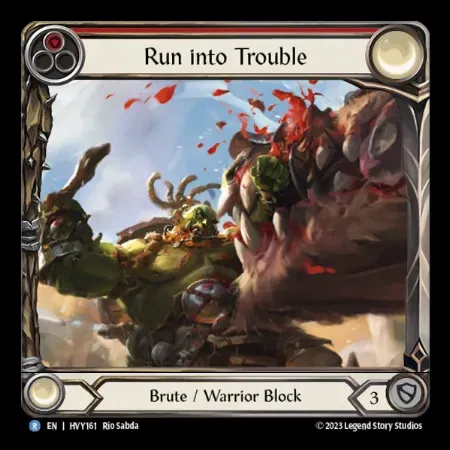 Run into Trouble
Brute / Warrior Block
3
R EN | HVY161 Rio Sabda
© 2023 Legend Story Studios